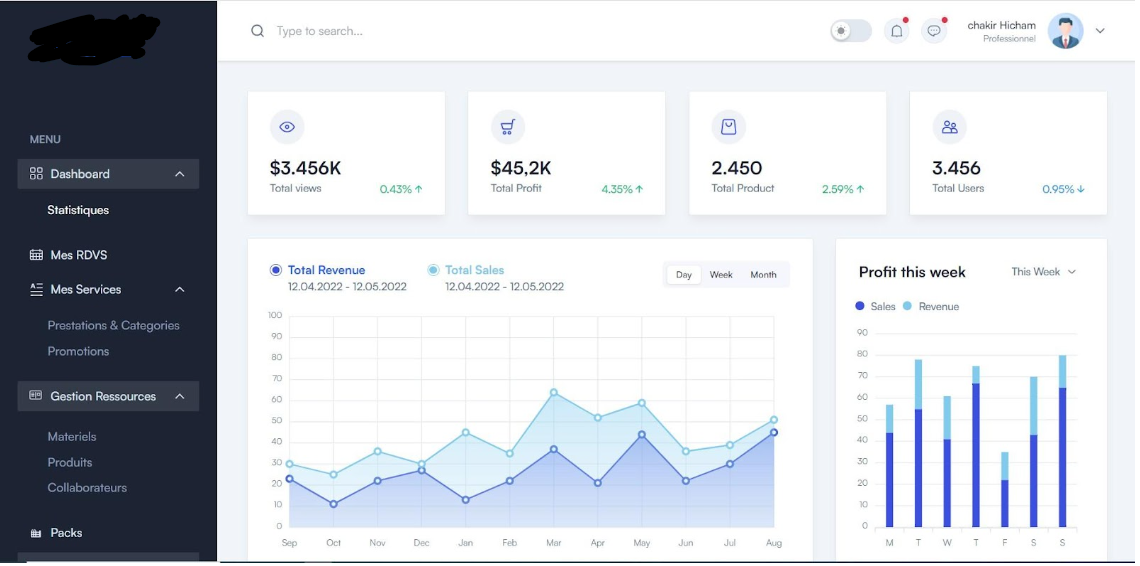 Type to search...
chakir Hicham
Professionnel
MENU
Dashboard
Statistiques
Mes RDVS
Mes Services
Prestations & Categories
Promotions
Gestion Ressources
Materiels
Produits
Collaborateurs
Packs
$3.456K
Total views 0.43%
$45,2K
Total Profit 4.35%
2.450
Total Product 2.59%
3.456
Total Users 0.95%
Total Revenue
12.04.2022 - 12.05.2022
Total Sales
12.04.2022 - 12.05.2022
Day Week Month
100
90
80
70
60
50
40
30
20
10
0
Sep Oct Nov Dec Jan Feb Mar Apr May Jun Jul Aug
Profit this week This Week
Sales Revenue
90
80
70
60
50
40
30
20
10
0
M T W T F S S